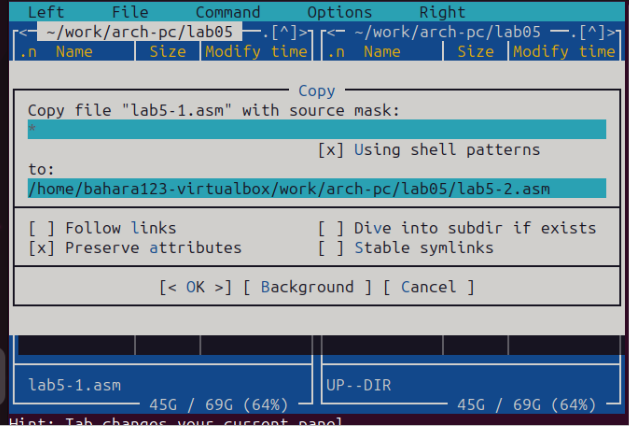 Left File Command Options Right
<- ~/work/arch-pc/lab05 .[^]> <- ~/work/arch-pc/lab05 .[^]>
.n Name Size Modify time .n Name Size Modify time
Copy
Copy file "lab5-1.asm" with source mask:
*
[x] Using shell patterns
to:
/home/bahara123-virtualbox/work/arch-pc/lab05/lab5-2.asm
[ ] Follow links [ ] Dive into subdir if exists
[x] Preserve attributes [ ] Stable symlinks
[< OK >] [ Background ] [ Cancel ]
lab5-1.asm UP--DIR
45G / 69G (64%) 45G / 69G (64%)
Hint: Tab changes your current panel.